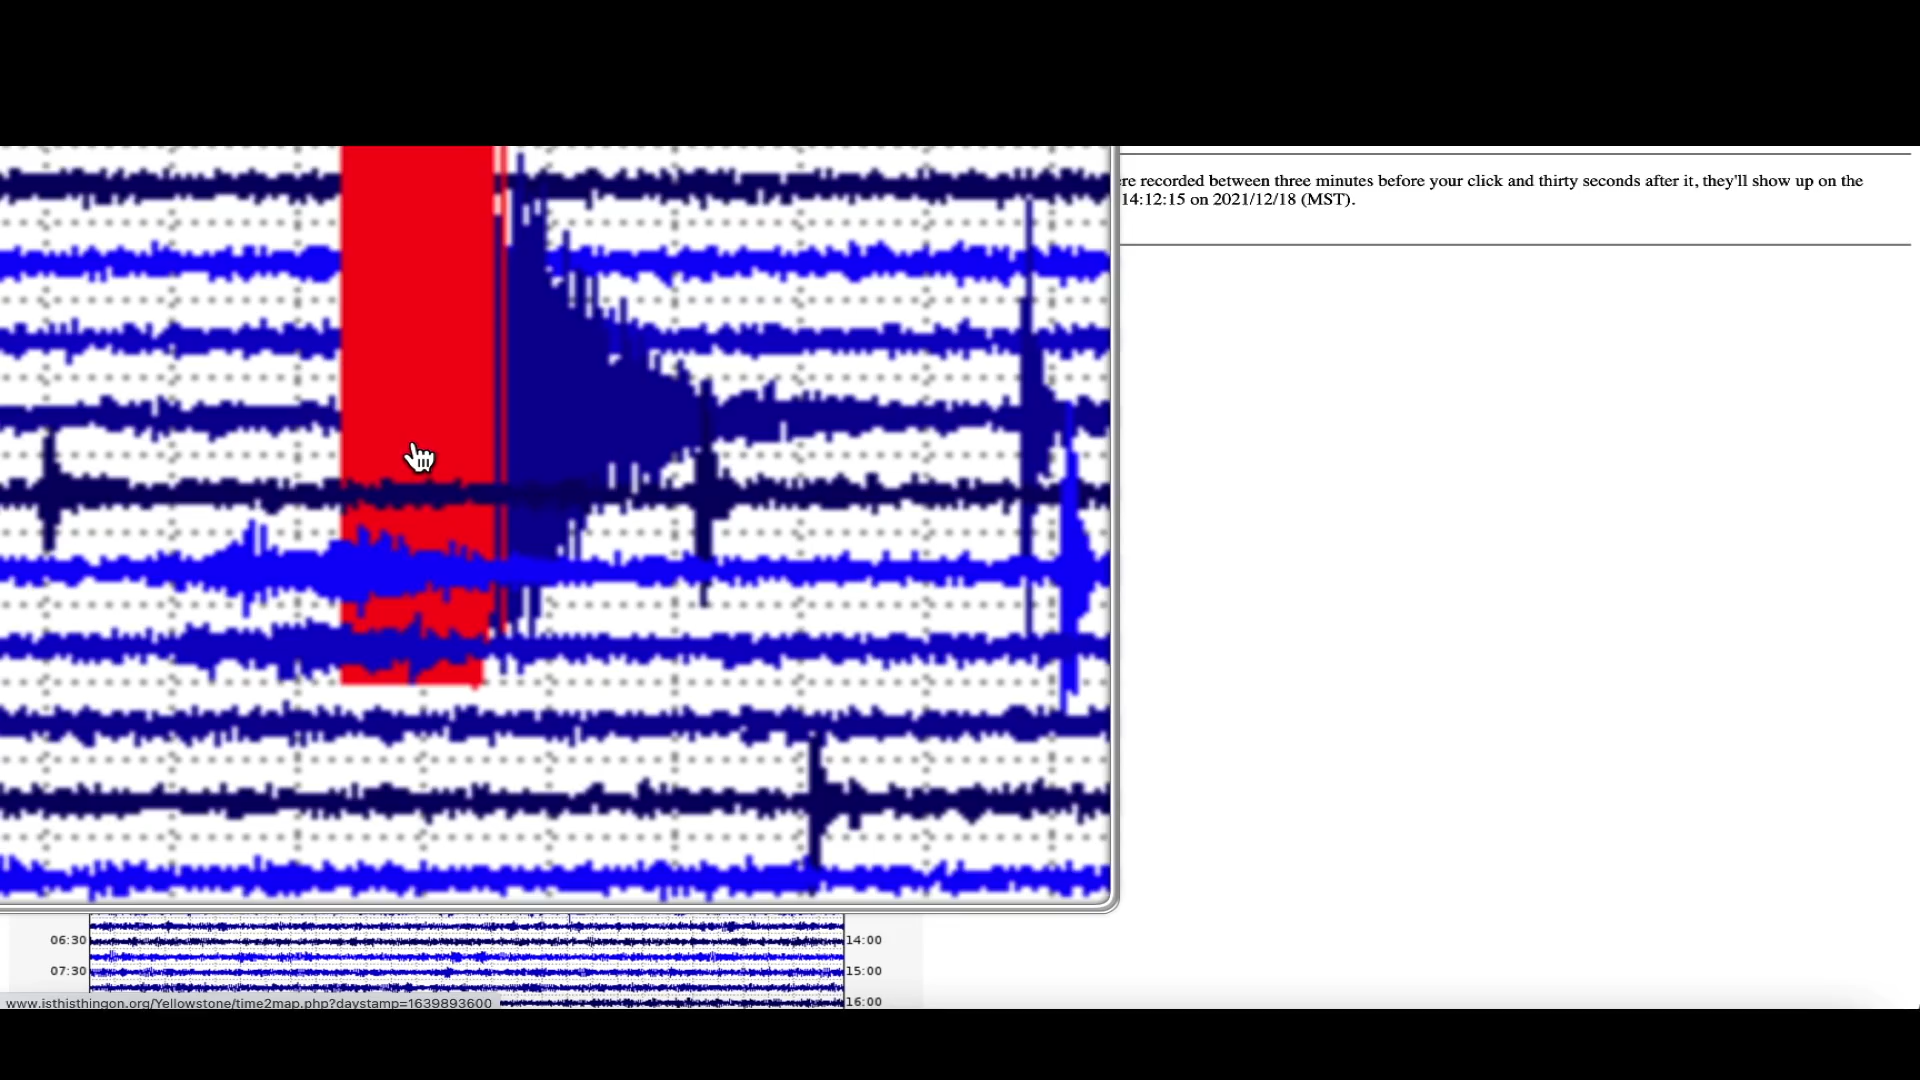 re recorded between three minutes before your click and thirty seconds after it, they'll show up on the
14:12:15 on 2021/12/18 (MST).
06:30
14:00
07:30
15:00
16:00
www.isthisthingon.org/Yellowstone/time2map.php?daystamp=1639893600